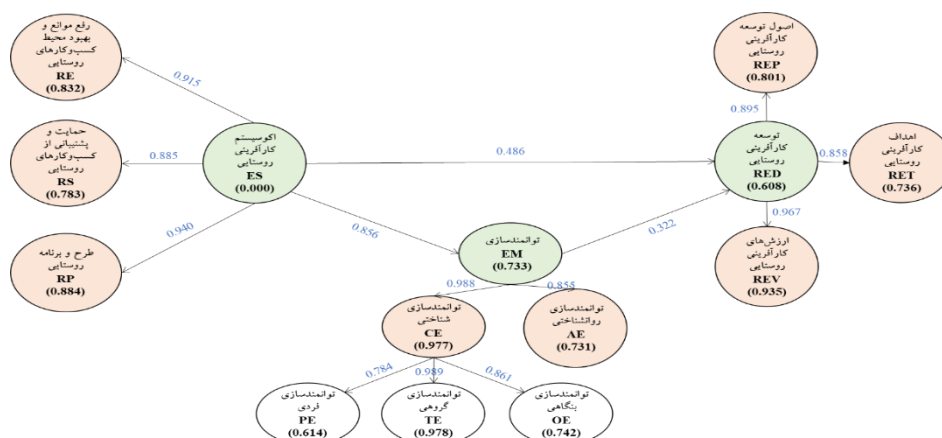 رفع موانع و
بهبود محیط
کسب‌وکارهای
روستایی
RE
(0.832)
0.915
حمایت و
پشتیبانی از
کسب‌وکارهای
روستایی
RS
(0.783)
0.885
طرح و برنامه
روستایی
RP
(0.884)
0.940
اکوسیستم
کارآفرینی
روستایی
ES
(0.000)
0.486
0.856
توانمندسازی
EM
(0.733)
0.322
0.988
0.855
توانمندسازی
شناختی
CE
(0.977)
توانمندسازی
روانشناختی
AE
(0.731)
0.784
0.989
0.861
توانمندسازی
فردی
PE
(0.614)
توانمندسازی
گروهی
TE
(0.978)
توانمندسازی
بنگاهی
OE
(0.742)
اصول توسعه
کارآفرینی
روستایی
REP
(0.801)
0.895
توسعه
کارآفرینی
روستایی
RED
(0.608)
0.858
اهداف
کارآفرینی
روستایی
RET
(0.736)
0.967
ارزش‌های
کارآفرینی
روستایی
REV
(0.935)